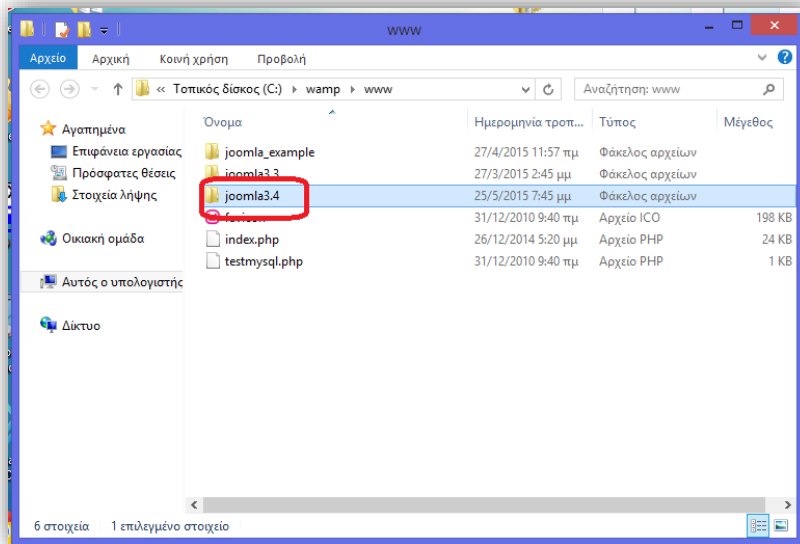 www
Αρχείο Αρχική Κοινή χρήση Προβολή
« Τοπικός δίσκος (C:) wamp www Αναζήτηση: www
Όνομα Ημερομηνία τροπ... Τύπος Μέγεθος
Αγαπημένα
Επιφάνεια εργασίας
Πρόσφατες θέσεις
Στοιχεία λήψης
Οικιακή ομάδα
Αυτός ο υπολογιστής
Δίκτυο
joomla_example 27/4/2015 11:57 πμ Φάκελος αρχείων
joomla3.3 27/3/2015 2:45 μμ Φάκελος αρχείων
joomla3.4 25/5/2015 7:45 μμ Φάκελος αρχείων
favicon 31/12/2010 9:40 πμ Αρχείο ICO 198 KB
index.php 26/12/2014 5:20 μμ Αρχείο PHP 24 KB
testmysql.php 31/12/2010 9:40 πμ Αρχείο PHP 1 KB
6 στοιχεία 1 επιλεγμένο στοιχείο